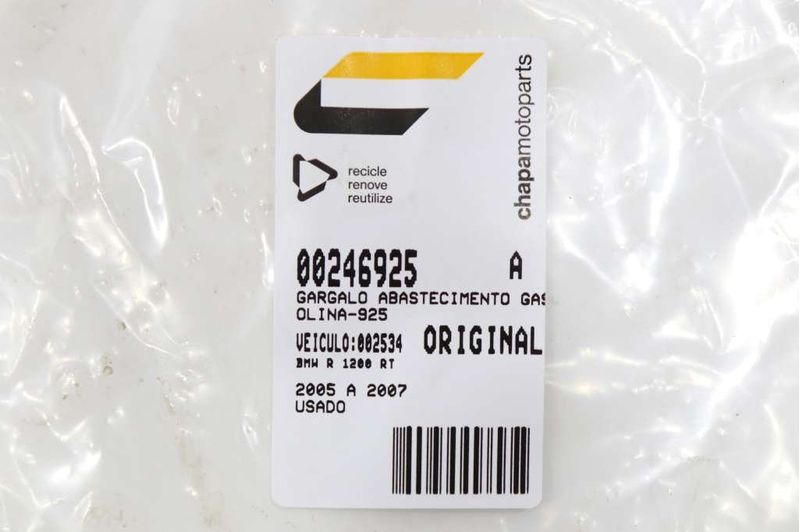 recicle
renove
reutilize
chapamotoparts
00246925 A
GARGALO ABASTECIMENTO GAS
OLINA-925
VEICULO:002534 ORIGINAL
BMW R 1200 RT
2005 A 2007
USADO